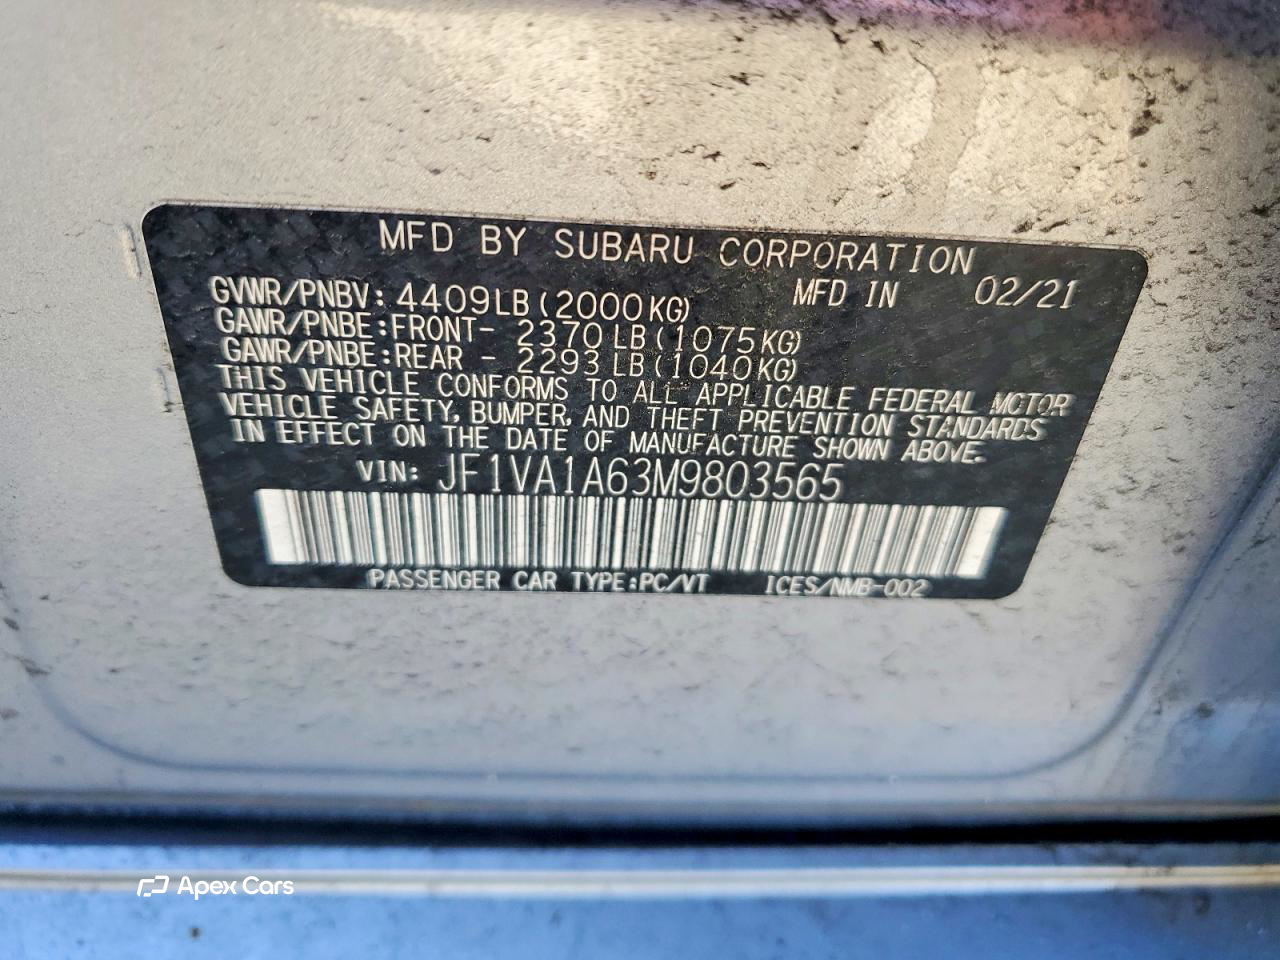 MFD BY SUBARU CORPORATION
GVWR/PNBV: 4409LB (2000KG) MFD IN 02/21
GAWR/PNBE:FRONT- 2370LB (1075KG)
GAWR/PNBE:REAR - 2293LB (1040KG)
THIS VEHICLE CONFORMS TO ALL APPLICABLE FEDERAL MOTOR
VEHICLE SAFETY, BUMPER, AND THEFT PREVENTION STANDARDS
IN EFFECT ON THE DATE OF MANUFACTURE SHOWN ABOVE.
VIN: JF1VA1A63M9803565
PASSENGER CAR TYPE:PC/VT ICES/NMB-002
Apex Cars